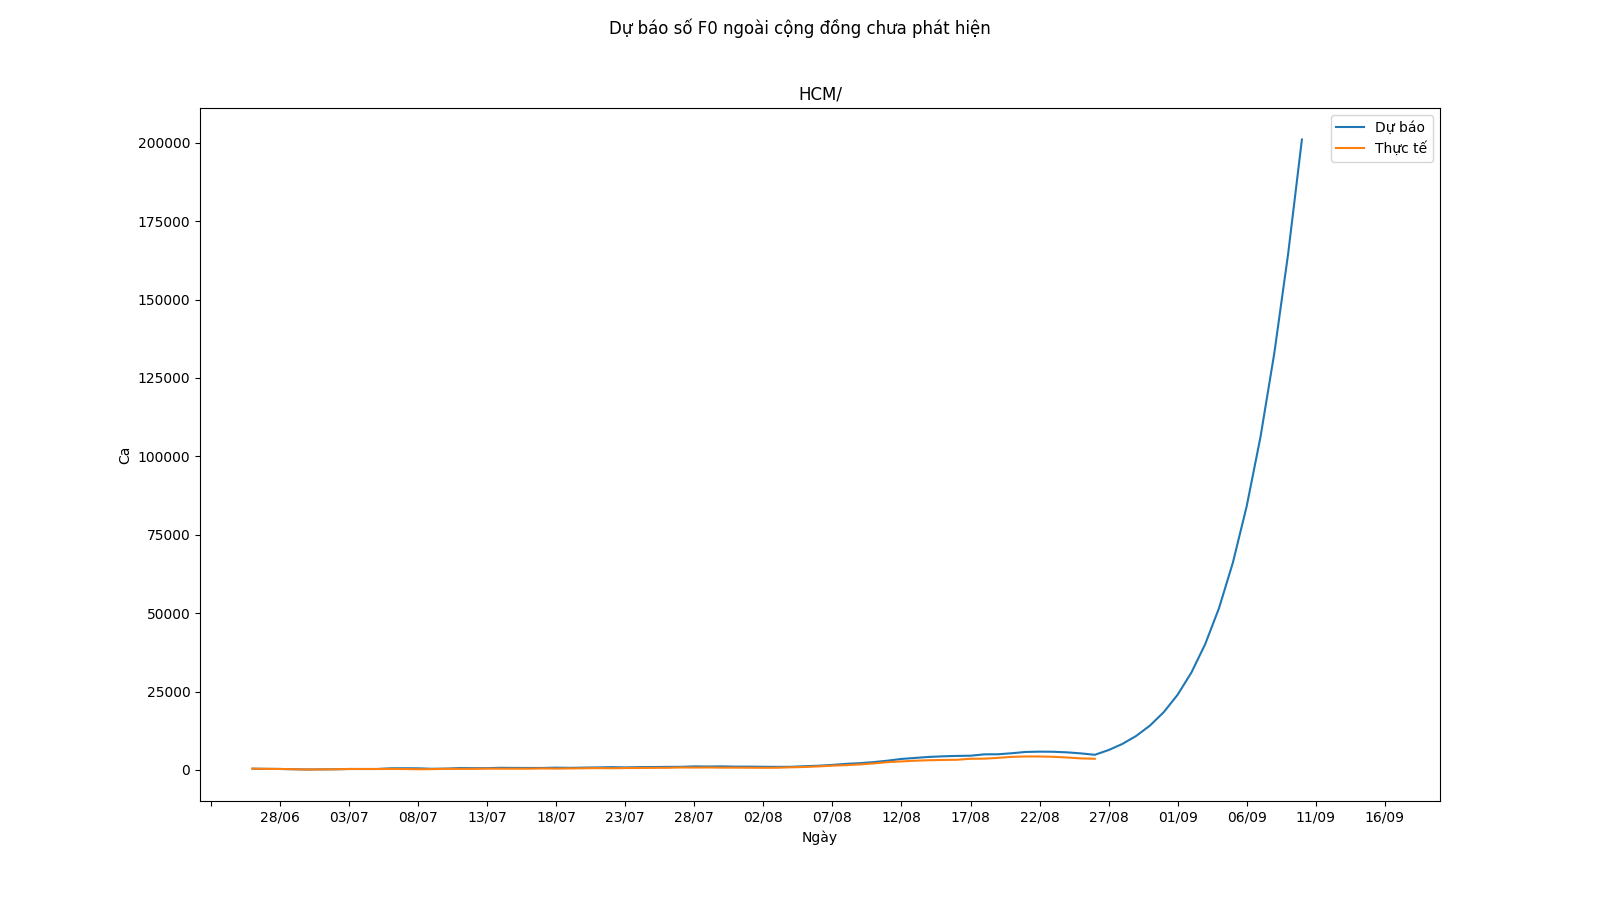 Dự báo số F0 ngoài cộng đồng chưa phát hiện
HCM/
Dự báo
Thực tế
200000
175000
150000
125000
100000
75000
50000
25000
0
Ca
28/06 03/07 08/07 13/07 18/07 23/07 28/07 02/08 07/08 12/08 17/08 22/08 27/08 01/09 06/09 11/09 16/09
Ngày